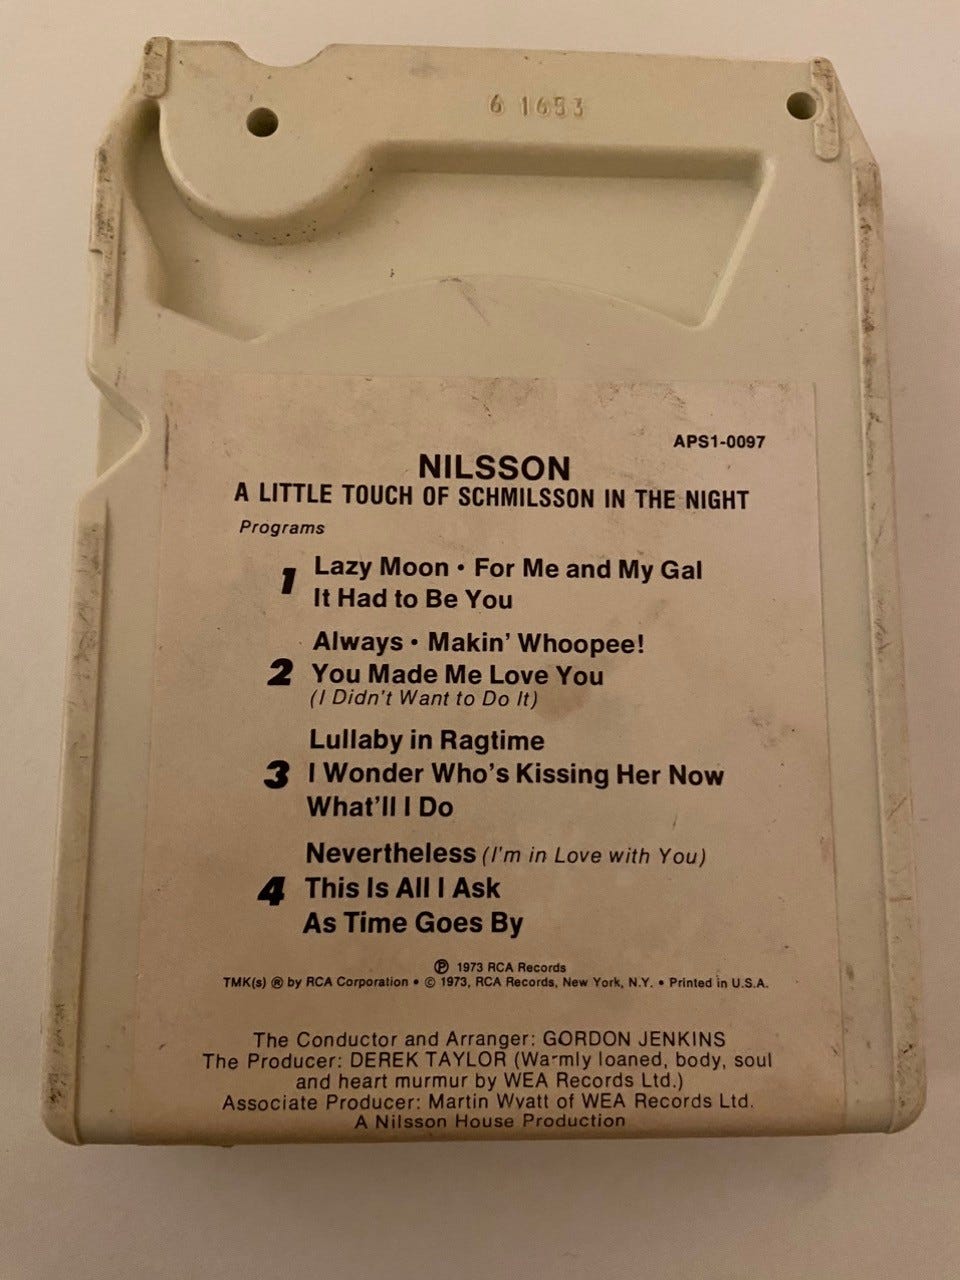 6 1653
APS1-0097
NILSSON
A LITTLE TOUCH OF SCHMILSSON IN THE NIGHT
Programs
1 Lazy Moon • For Me and My Gal
It Had to Be You
Always • Makin' Whoopee!
2 You Made Me Love You
(I Didn't Want to Do It)
Lullaby in Ragtime
3 I Wonder Who's Kissing Her Now
What'll I Do
Nevertheless (I'm in Love with You)
4 This Is All I Ask
As Time Goes By
℗ 1973 RCA Records
TMK(s) ® by RCA Corporation • © 1973, RCA Records, New York, N.Y. • Printed in U.S.A.
The Conductor and Arranger: GORDON JENKINS
The Producer: DEREK TAYLOR (Warmly loaned, body, soul
and heart murmur by WEA Records Ltd.)
Associate Producer: Martin Wyatt of WEA Records Ltd.
A Nilsson House Production